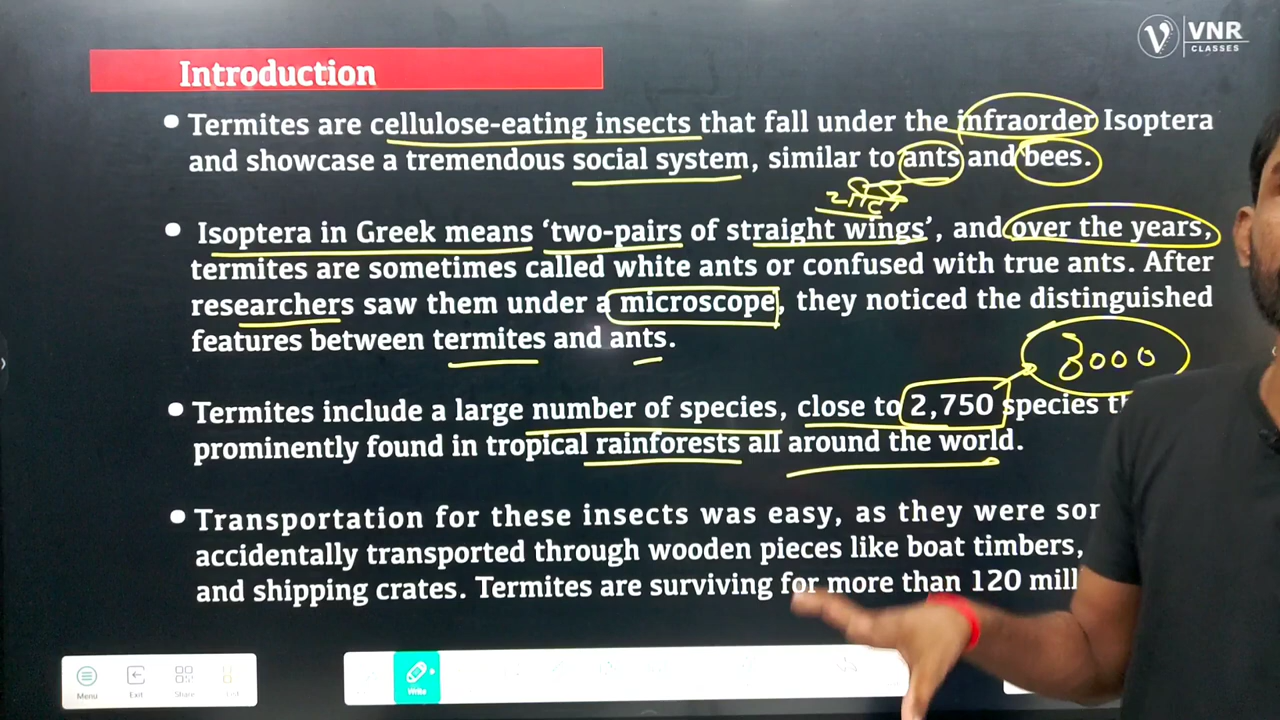 VNR
CLASSES
Introduction
• Termites are cellulose-eating insects that fall under the infraorder Isoptera
and showcase a tremendous social system, similar to ants and bees.
• Isoptera in Greek means ‘two-pairs of straight wings’, and over the years,
termites are sometimes called white ants or confused with true ants. After
researchers saw them under a microscope, they noticed the distinguished
features between termites and ants.
3000
• Termites include a large number of species, close to 2,750 species
prominently found in tropical rainforests all around the world.
• Transportation for these insects was easy, as they were
accidentally transported through wooden pieces like boat timbers,
and shipping crates. Termites are surviving for more than 120
Menu Exit Share Write